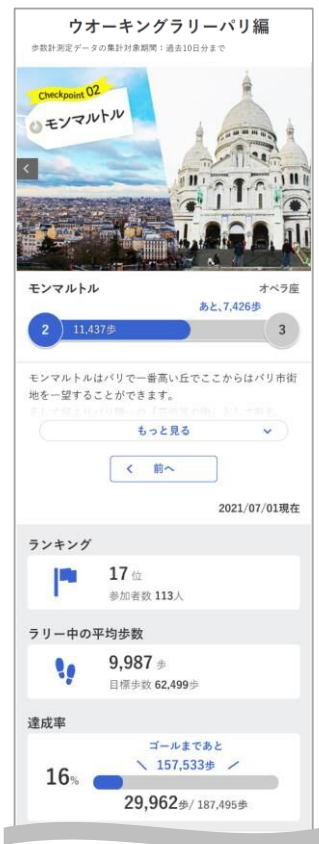 ウオーキングラリーパリ編
歩数計測定データの集計対象期間：過去10日分まで
Checkpoint 02
モンマルトル
モンマルトル
オペラ座
あと、7,426歩
2
11,437歩
3
モンマルトルはパリで一番高い丘でここからはパリ市街
地を一望することができます。
もっと見る
前へ
2021/07/01現在
ランキング
17 位
参加者数 113人
ラリー中の平均歩数
9,987 歩
目標歩数 62,499歩
達成率
ゴールまであと
157,533歩
16%
29,962歩/ 187,495歩